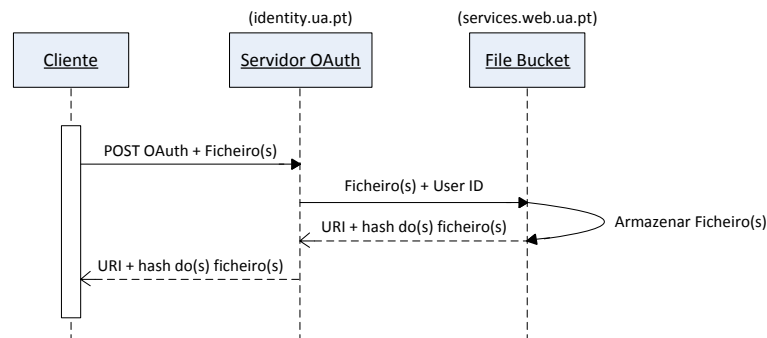 (identity.ua.pt)
(services.web.ua.pt)
Cliente
Servidor OAuth
File Bucket
POST OAuth + Ficheiro(s)
Ficheiro(s) + User ID
Armazenar Ficheiro(s)
URI + hash do(s) ficheiro(s)
URI + hash do(s) ficheiro(s)